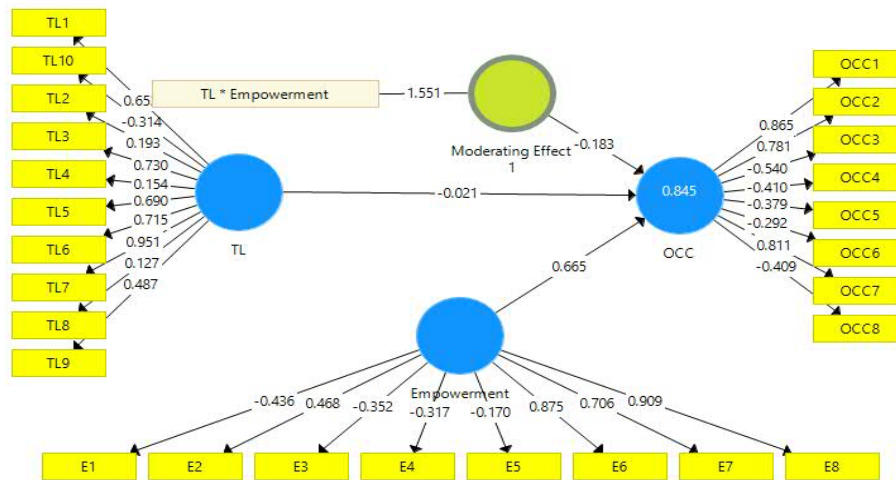 TL1
TL10
TL2
TL3
TL4
TL5
TL6
TL7
TL8
TL9
-0.314
0.193
0.730
0.154
0.690
0.715
0.951
0.127
0.487
TL
TL * Empowerment
1.551
Moderating Effect
1
-0.183
-0.021
0.665
0.845
OCC
0.865
0.781
-0.540
-0.410
-0.379
-0.292
0.811
-0.409
OCC1
OCC2
OCC3
OCC4
OCC5
OCC6
OCC7
OCC8
Empowerment
-0.436
0.468
-0.352
-0.317
-0.170
0.875
0.706
0.909
E1
E2
E3
E4
E5
E6
E7
E8